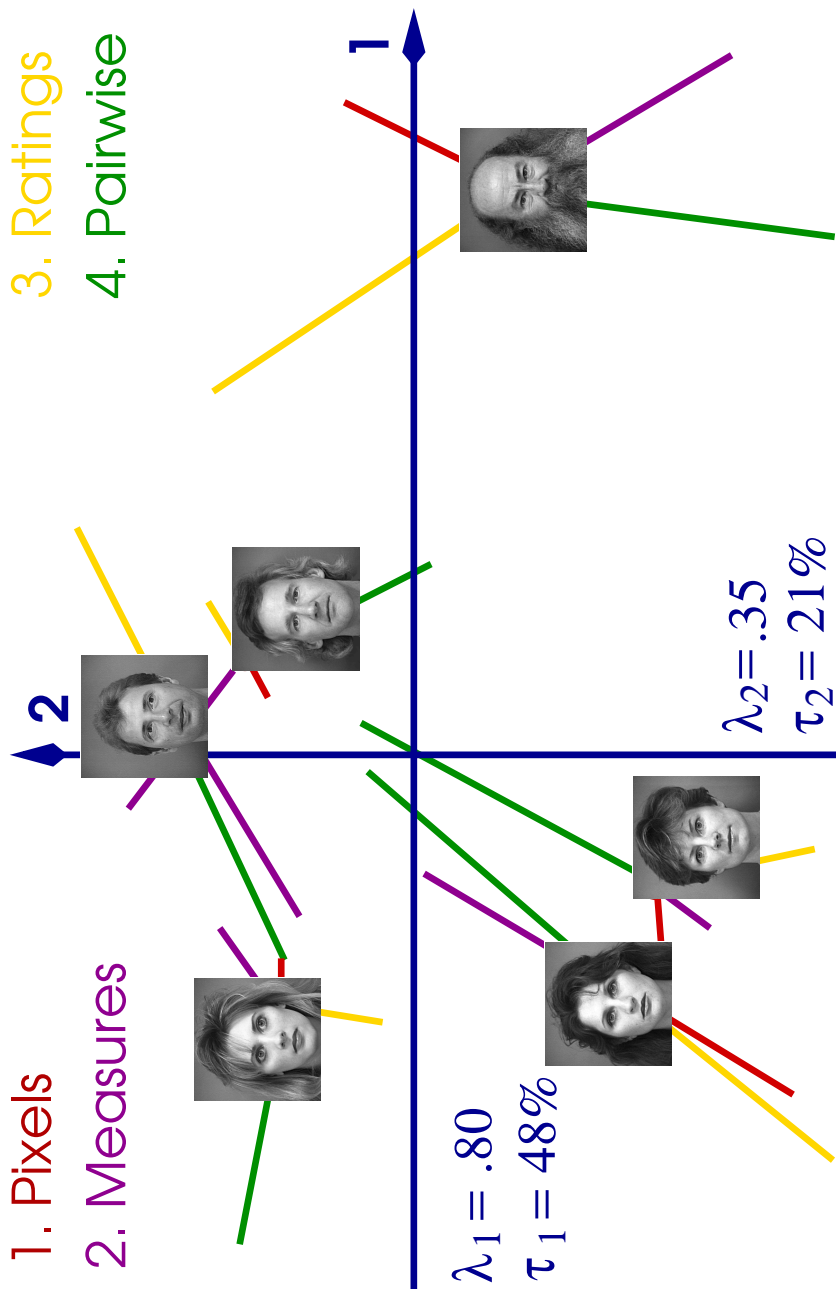 1. Pixels
2. Measures
3. Ratings
4. Pairwise
2
1
λ₁ = .80
τ₁ = 48%
λ₂=.35
τ₂ = 21%